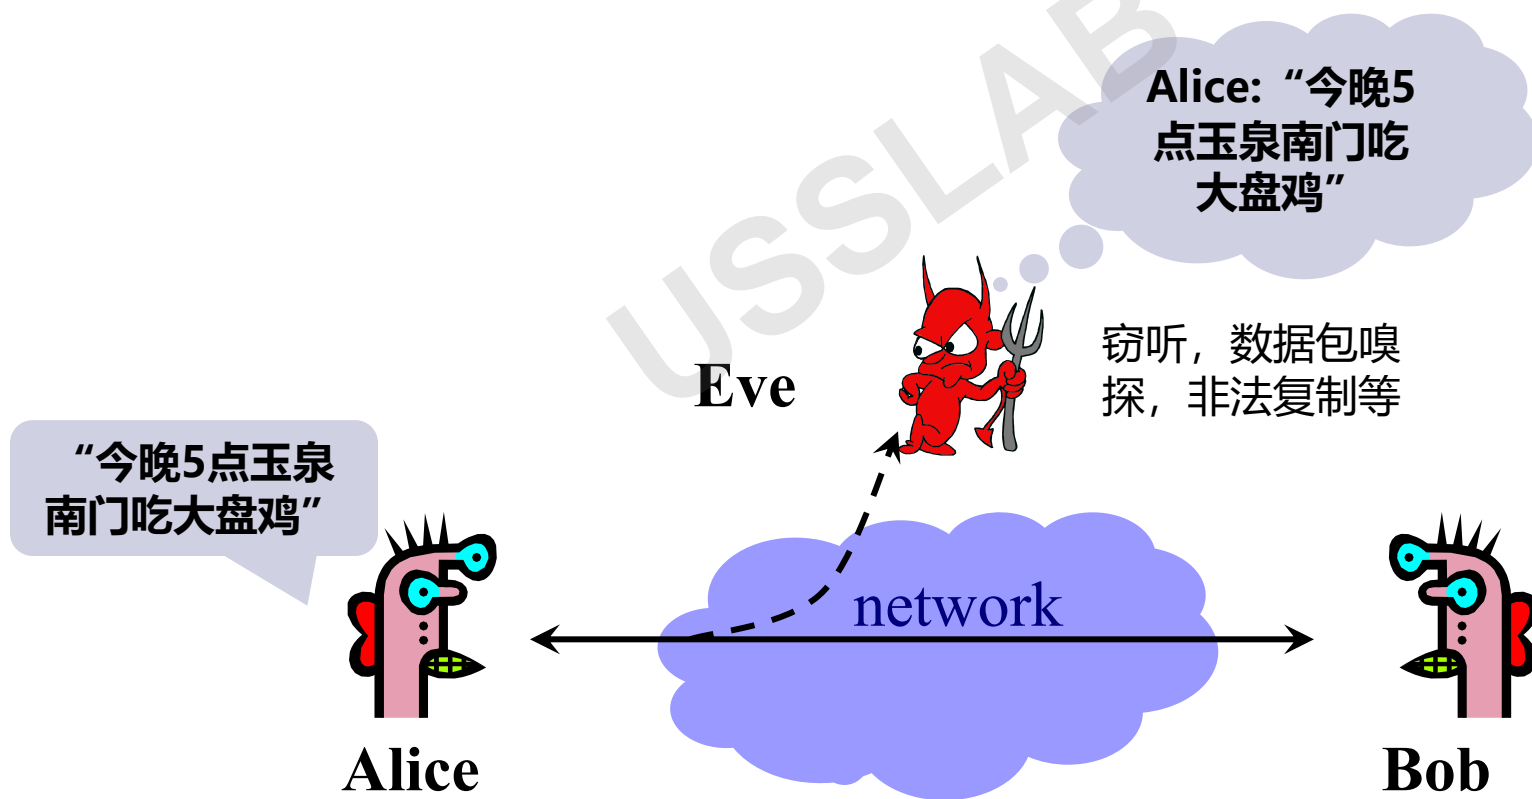 USSLAB
Alice:“今晚5
点玉泉南门吃
大盘鸡”
Eve
窃听，数据包嗅
探，非法复制等
“今晚5点玉泉
南门吃大盘鸡”
network
Alice
Bob